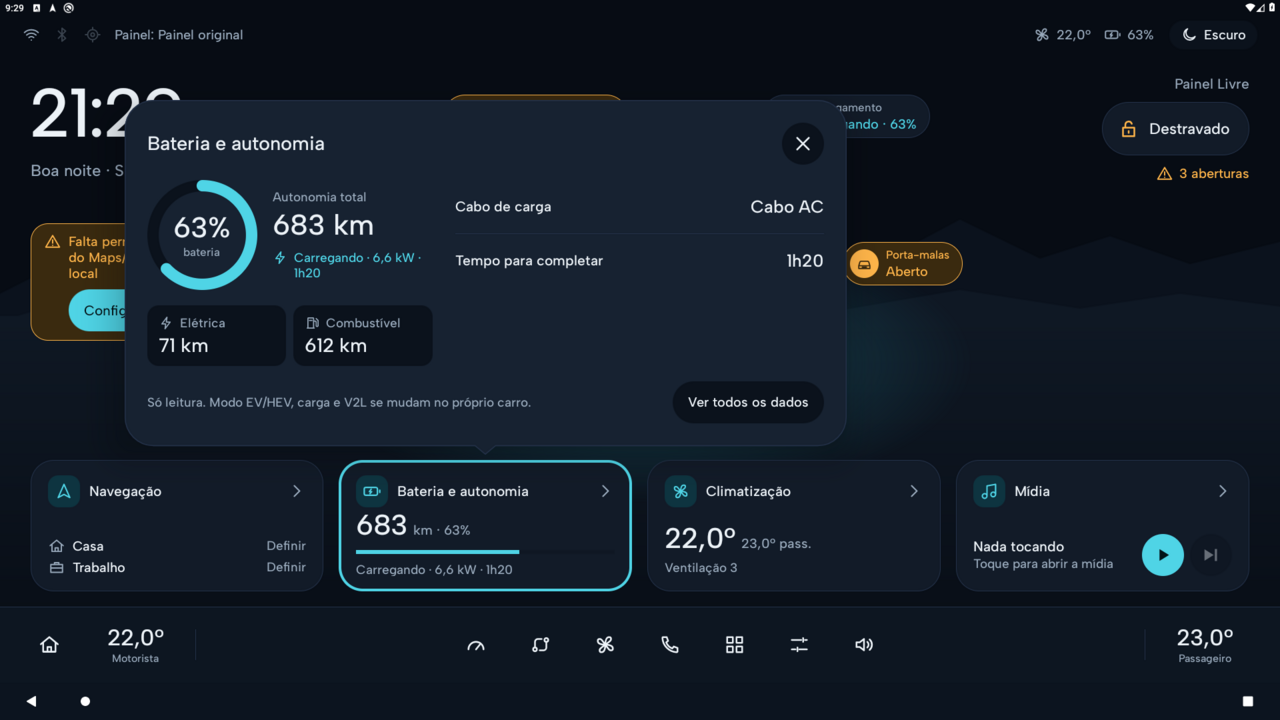 9:29
Painel: Painel original
22,0°
63%
Escuro
Painel Livre
Destravado
3 aberturas
Boa noite
63%
Bateria e autonomia
63%
bateria
Autonomia total
683 km
Carregando · 6,6 kW ·
1h20
Cabo de carga
Cabo AC
Tempo para completar
1h20
Elétrica
71 km
Combustível
612 km
Só leitura. Modo EV/HEV, carga e V2L se mudam no próprio carro.
Ver todos os dados
Falta
do Maps/
local
Porta-malas
Aberto
Navegação
Casa
Definir
Trabalho
Definir
Bateria e autonomia
683 km · 63%
Carregando · 6,6 kW · 1h20
Climatização
22,0° 23,0° pass.
Ventilação 3
Mídia
Nada tocando
Toque para abrir a mídia
22,0°
Motorista
23,0°
Passageiro